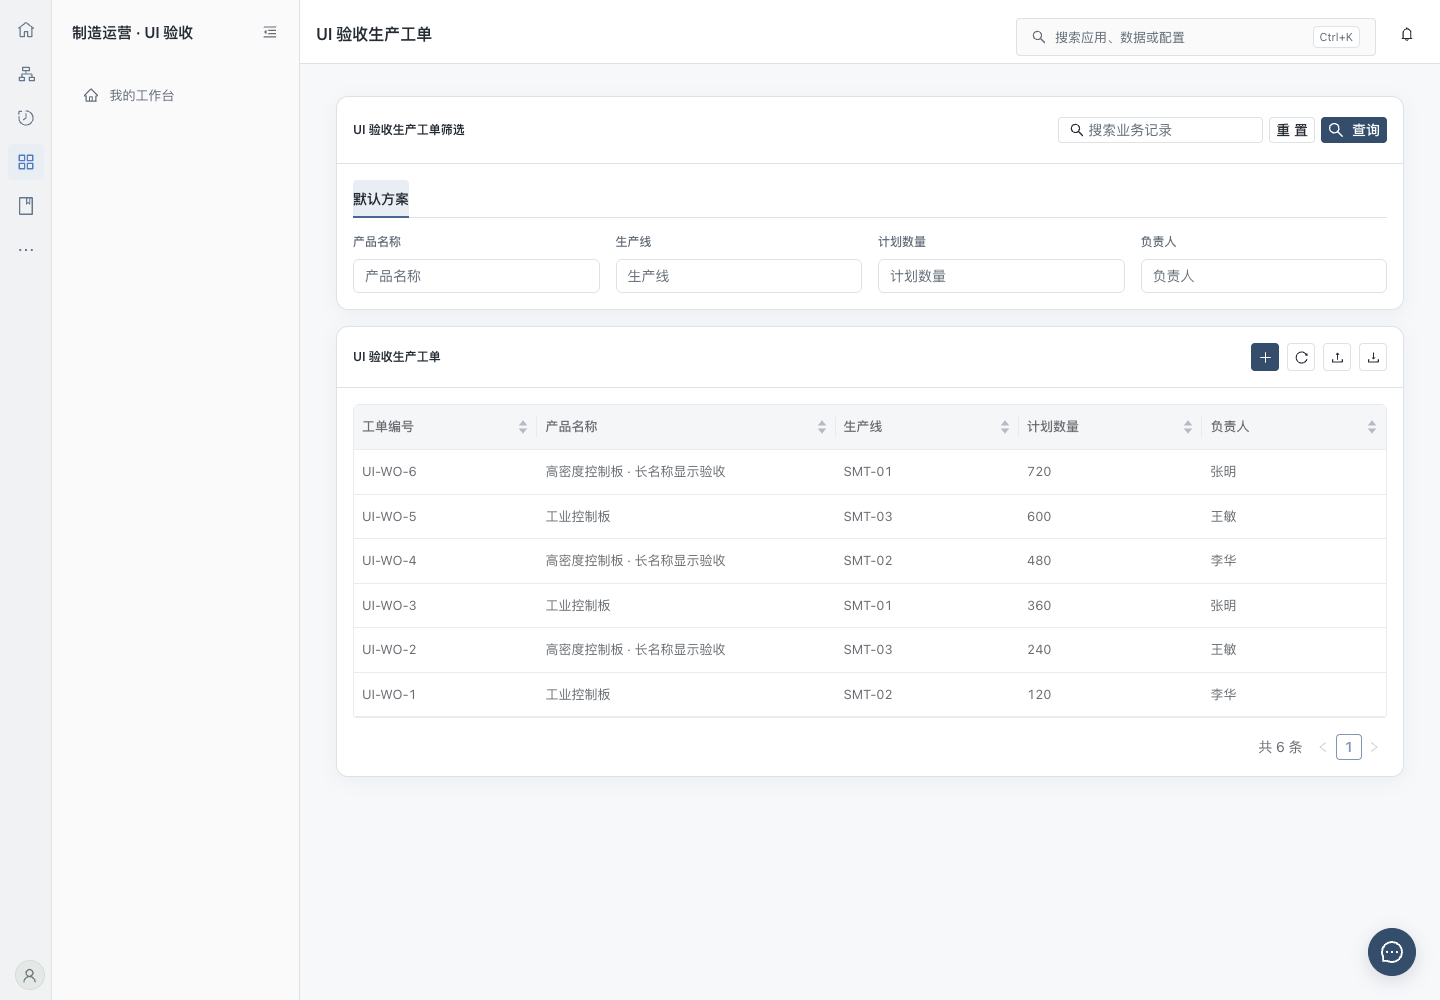 制造运营 · UI 验收
我的工作台
UI 验收生产工单
搜索应用、数据或配置
Ctrl+K
UI 验收生产工单筛选
搜索业务记录
重 置
查询
默认方案
产品名称 生产线 计划数量 负责人
产品名称 生产线 计划数量 负责人
UI 验收生产工单
工单编号 产品名称 生产线 计划数量 负责人
UI-WO-6 高密度控制板 · 长名称显示验收 SMT-01 720 张明
UI-WO-5 工业控制板 SMT-03 600 王敏
UI-WO-4 高密度控制板 · 长名称显示验收 SMT-02 480 李华
UI-WO-3 工业控制板 SMT-01 360 张明
UI-WO-2 高密度控制板 · 长名称显示验收 SMT-03 240 王敏
UI-WO-1 工业控制板 SMT-02 120 李华
共 6 条 1